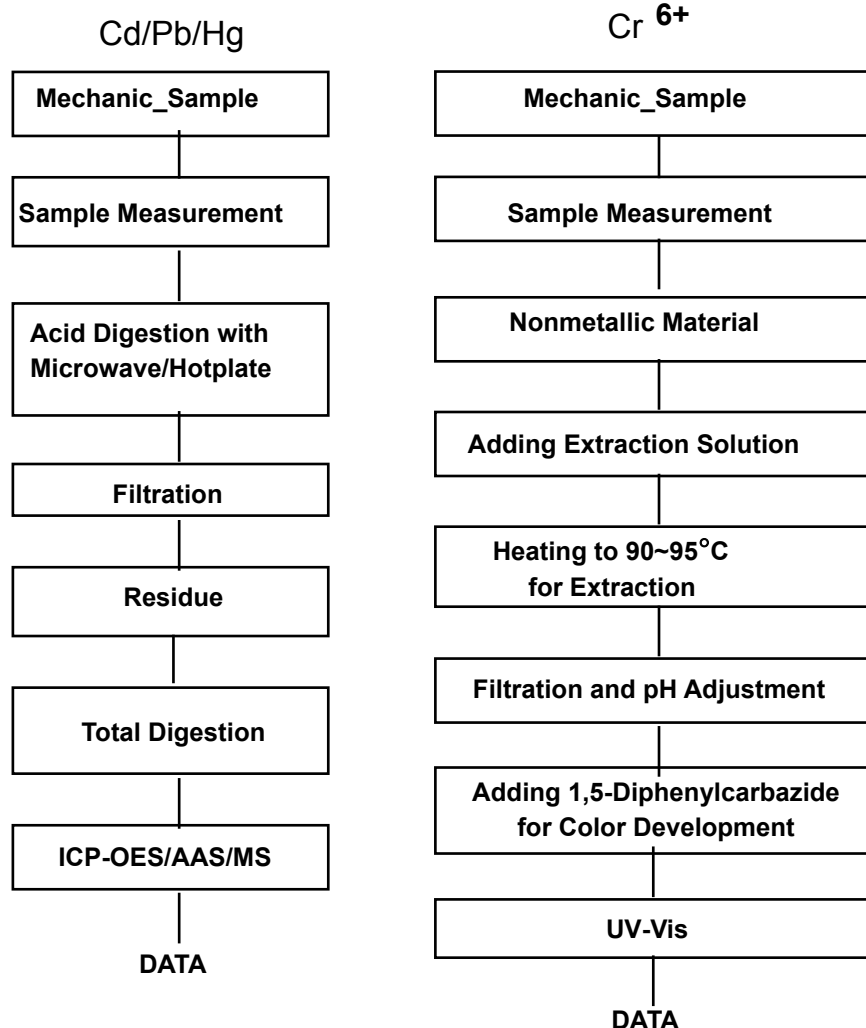 Cd/Pb/Hg
Mechanic_Sample
Sample Measurement
Acid Digestion with
Microwave/Hotplate
Filtration
Residue
Total Digestion
ICP-OES/AAS/MS
DATA
Cr 6+
Mechanic_Sample
Sample Measurement
Nonmetallic Material
Adding Extraction Solution
Heating to 90~95°C
for Extraction
Filtration and pH Adjustment
Adding 1,5-Diphenylcarbazide
for Color Development
UV-Vis
DATA